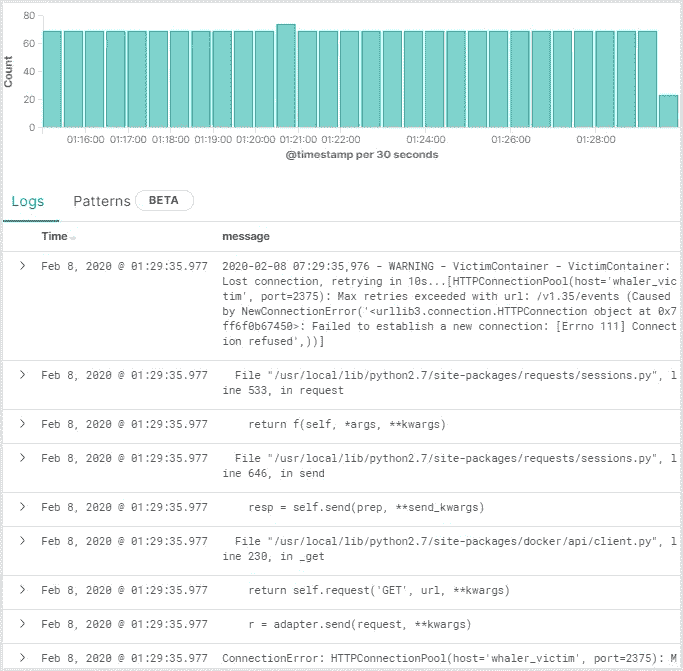 80
60
40
20
0
Count
01:16:00 01:17:00 01:18:00 01:19:00 01:20:00 01:21:00 01:22:00 01:24:00 01:26:00 01:28:00
@timestamp per 30 seconds
Logs Patterns BETA
Time message
Feb 8, 2020 @ 01:29:35.976 2020-02-08 07:29:35,976 - WARNING - VictimContainer - VictimContainer:
Lost connection, retrying in 10s...[HTTPConnectionPool(host='whaler_vic
tim', port=2375): Max retries exceeded with url: /v1.35/events (Caused
by NewConnectionError('<urllib3.connection.HTTPConnection object at 0x7
ff6f0b67450>: Failed to establish a new connection: [Errno 111] Connect
ion refused',))]
Feb 8, 2020 @ 01:29:35.977 File "/usr/local/lib/python2.7/site-packages/requests/sessions.py", l
ine 533, in request
Feb 8, 2020 @ 01:29:35.977 return f(self, *args, **kwargs)
Feb 8, 2020 @ 01:29:35.977 File "/usr/local/lib/python2.7/site-packages/requests/sessions.py", l
ine 646, in send
Feb 8, 2020 @ 01:29:35.977 resp = self.send(prep, **send_kwargs)
Feb 8, 2020 @ 01:29:35.977 File "/usr/local/lib/python2.7/site-packages/docker/api/client.py", l
ine 230, in _get
Feb 8, 2020 @ 01:29:35.977 return self.request('GET', url, **kwargs)
Feb 8, 2020 @ 01:29:35.977 r = adapter.send(request, **kwargs)
Feb 8, 2020 @ 01:29:35.977 ConnectionError: HTTPConnectionPool(host='whaler_victim', port=2375): M